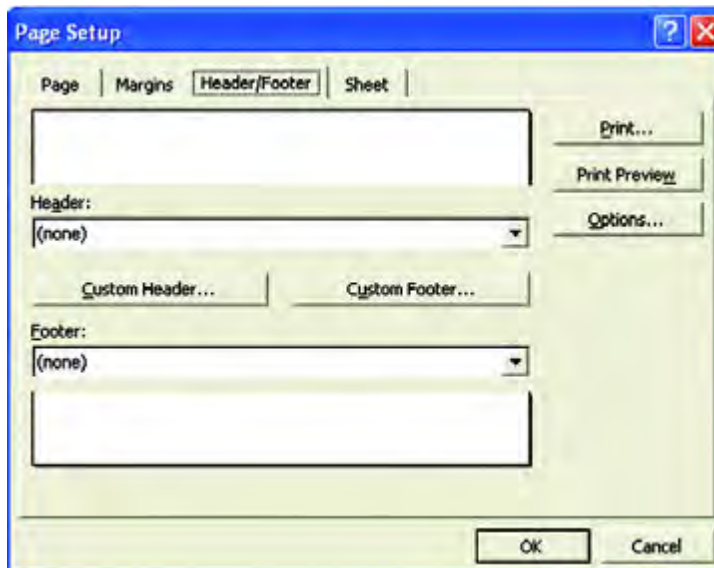 Page Setup
Page Margins Header/Footer Sheet
Print...
Print Preview
Header:
(none)
Options...
Custom Header... Custom Footer...
Footer:
(none)
OK Cancel